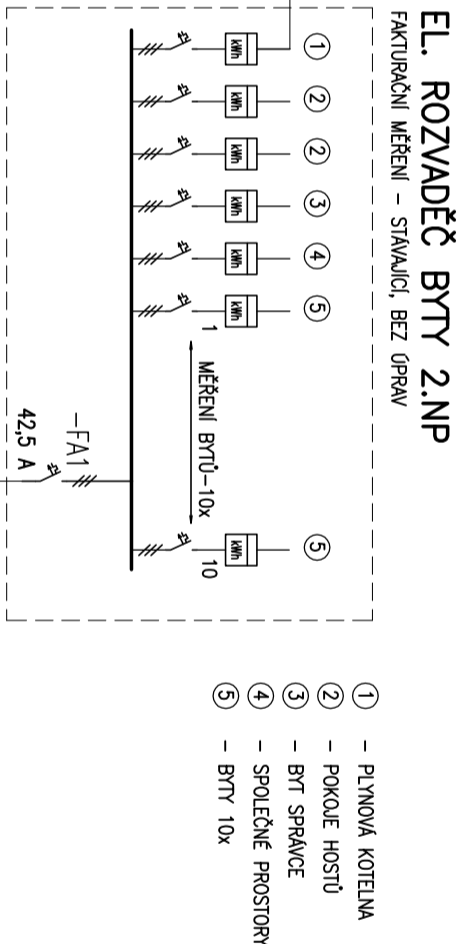 EL. ROZVADĚČ BYTY 2.NP
FAKTURAČNÍ MĚŘENÍ – STÁVAJÍCÍ, BEZ ÚPRAV
1
2
2
3
4
5
5
kWh
kWh
kWh
kWh
kWh
kWh
kWh
1
MĚŘENÍ BYTŮ–10x
10
–FA1
42,5 A
1 – PLYNOVÁ KOTELNA
2 – POKOJE HOSTŮ
3 – BYT SPRÁVCE
4 – SPOLEČNÉ PROSTORY
5 – BYTY 10x